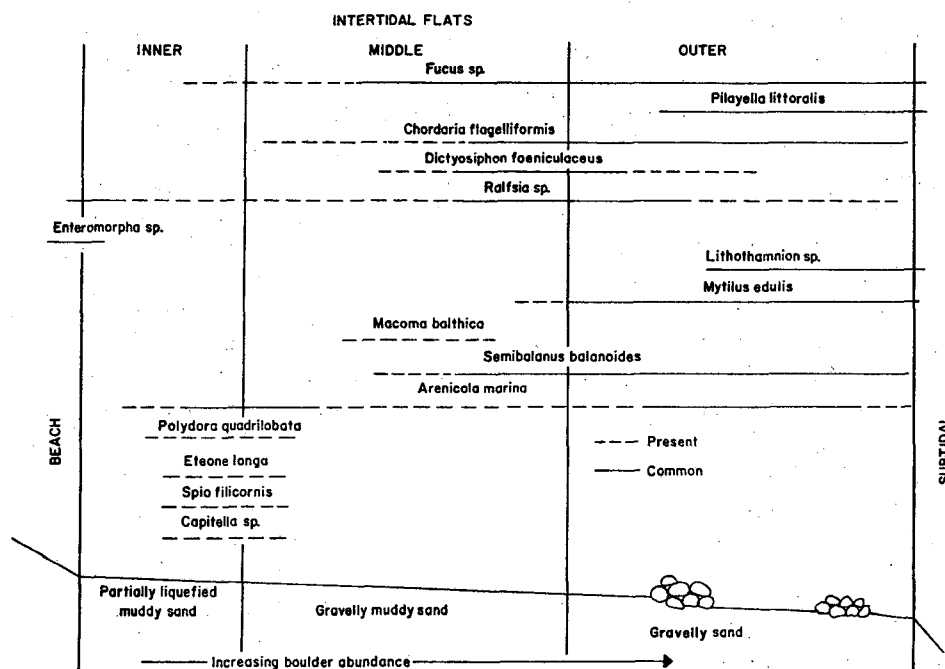 INTERTIDAL FLATS
INNER
MIDDLE
OUTER
Fucus sp.
Pilayella littoralis
Chordaria flagelliformis
Dictyosiphon foeniculaceus
Ralfsia sp.
Enteromorpha sp.
Lithothamnion sp.
Mytilus edulis
Macoma balthica
Semibalanus balanoides
Arenicola marina
BEACH
SUBTIDAL
Polydora quadrilobata
Present
Eteone longa
Common
Spio filicornis
Capitella sp.
Partially liquefied
muddy sand
Gravelly muddy sand
Gravelly sand
Increasing boulder abundance